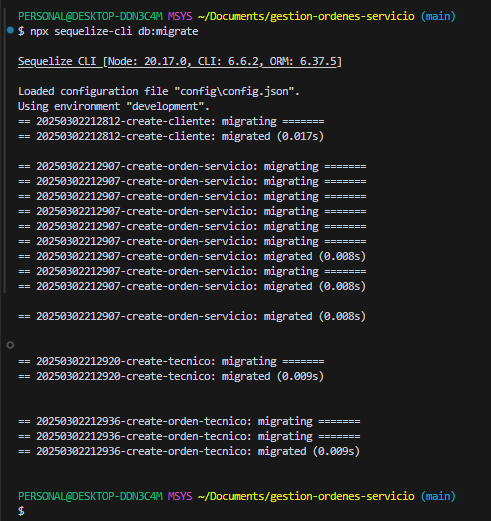 PERSONAL@DESKTOP-DDN3C4M MSYS ~/Documents/gestion-ordenes-servicio (main)
$ npx sequelize-cli db:migrate
Sequelize CLI [Node: 20.17.0, CLI: 6.6.2, ORM: 6.37.5]
Loaded configuration file "config\config.json".
Using environment "development".
== 20250302212812-create-cliente: migrating =======
== 20250302212812-create-cliente: migrated (0.017s)
== 20250302212907-create-orden-servicio: migrating =======
== 20250302212907-create-orden-servicio: migrating =======
== 20250302212907-create-orden-servicio: migrating =======
== 20250302212907-create-orden-servicio: migrating =======
== 20250302212907-create-orden-servicio: migrating =======
== 20250302212907-create-orden-servicio: migrating =======
== 20250302212907-create-orden-servicio: migrated (0.008s)
== 20250302212907-create-orden-servicio: migrating =======
== 20250302212907-create-orden-servicio: migrated (0.008s)
== 20250302212907-create-orden-servicio: migrated (0.008s)
== 20250302212920-create-tecnico: migrating =======
== 20250302212920-create-tecnico: migrated (0.009s)
== 20250302212936-create-orden-tecnico: migrating =======
== 20250302212936-create-orden-tecnico: migrating =======
== 20250302212936-create-orden-tecnico: migrated (0.009s)
PERSONAL@DESKTOP-DDN3C4M MSYS ~/Documents/gestion-ordenes-servicio (main)
$